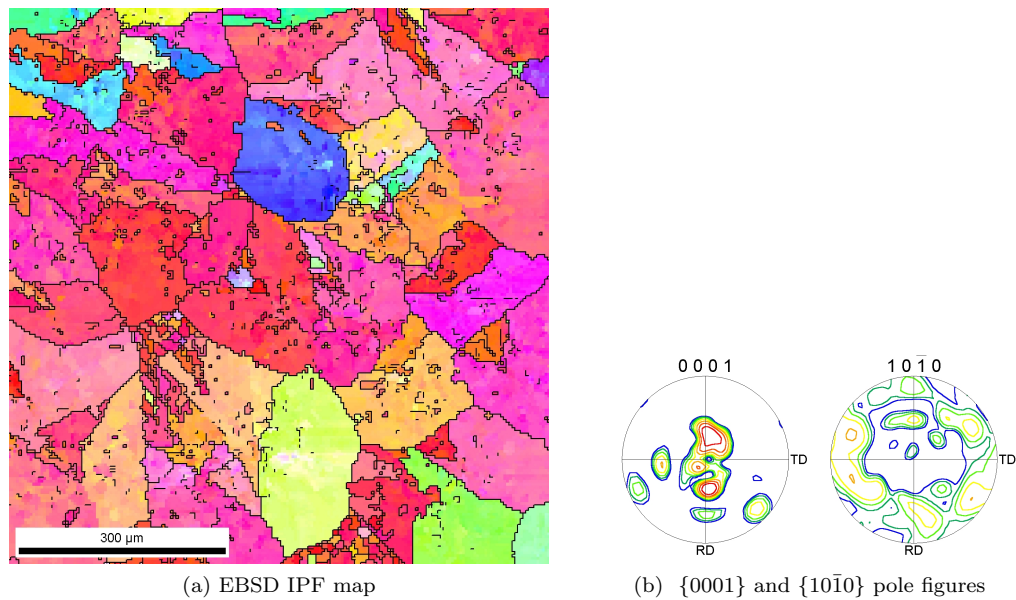 0 0 0 1
1 0 1̅ 0
TD
TD
RD
RD
300 µm
(a) EBSD IPF map
(b) {0001} and {101̅0} pole figures